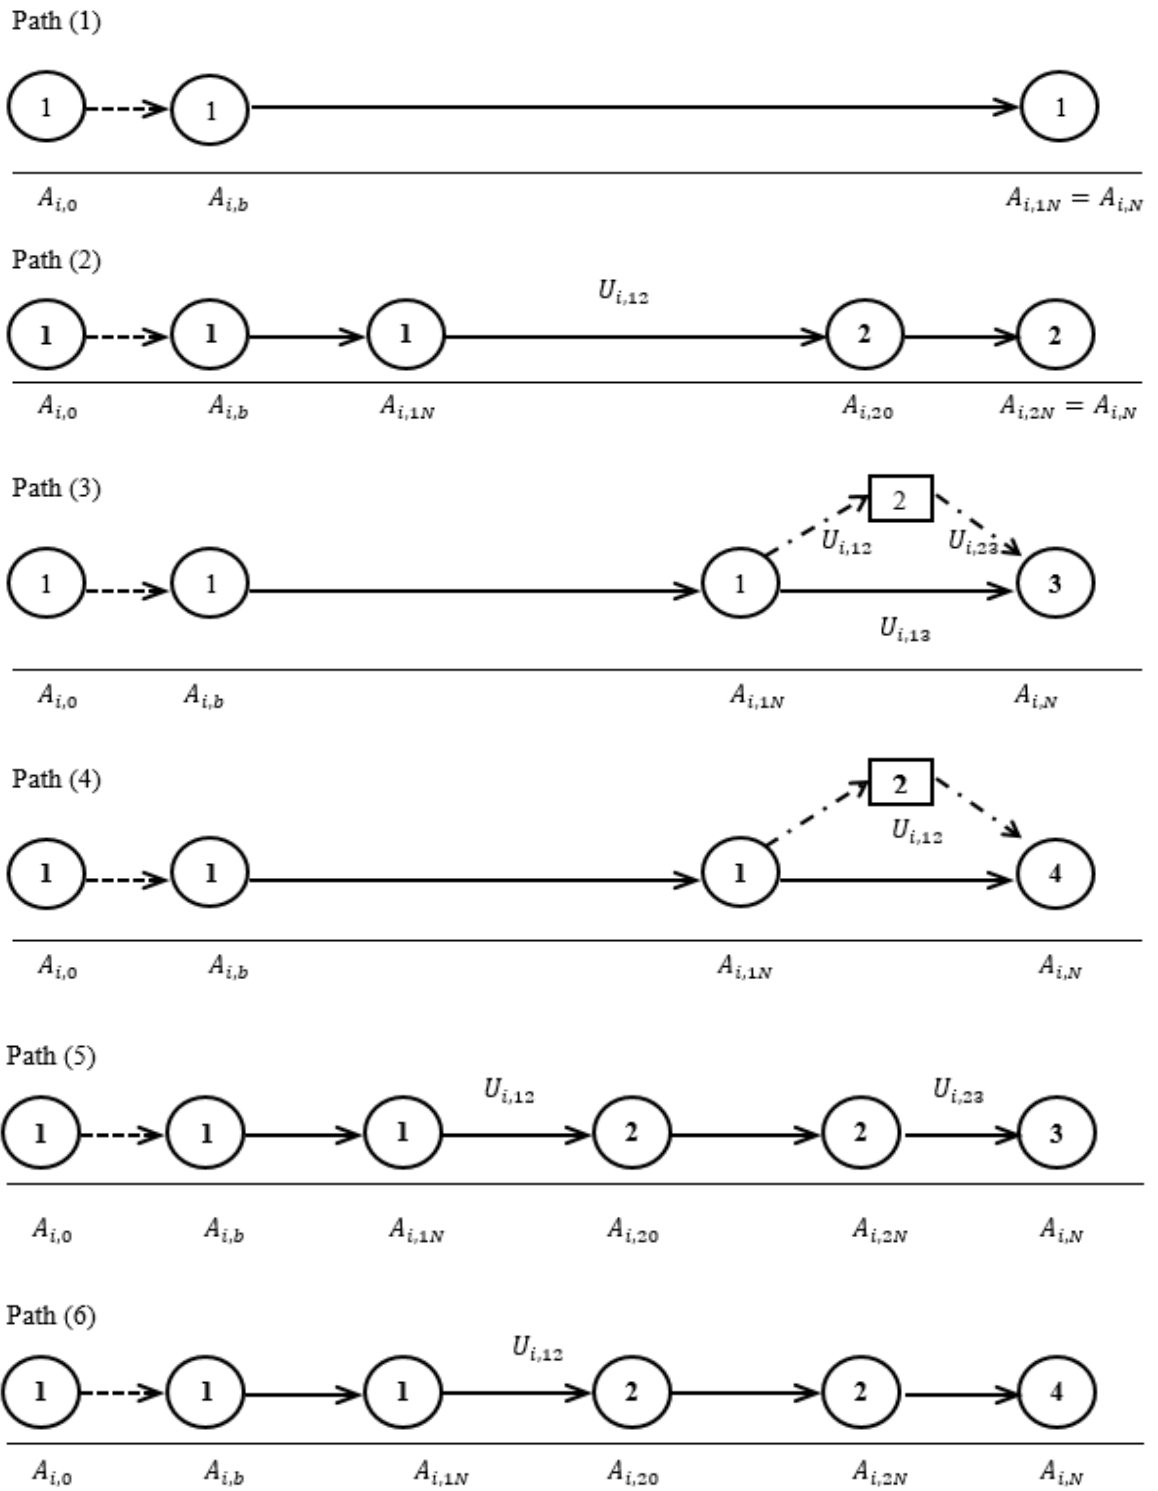 Path (1)
1 1 1
A_{i,0} A_{i,b} A_{i,1N} = A_{i,N}
Path (2)
U_{i,12}
1 1 1 2 2
A_{i,0} A_{i,b} A_{i,1N} A_{i,20} A_{i,2N} = A_{i,N}
Path (3)
2
U_{i,12} U_{i,23}
1 1 1 3
U_{i,13}
A_{i,0} A_{i,b} A_{i,1N} A_{i,N}
Path (4)
2
U_{i,12}
1 1 1 4
A_{i,0} A_{i,b} A_{i,1N} A_{i,N}
Path (5)
U_{i,12} U_{i,23}
1 1 1 2 2 3
A_{i,0} A_{i,b} A_{i,1N} A_{i,20} A_{i,2N} A_{i,N}
Path (6)
U_{i,12}
1 1 1 2 2 4
A_{i,0} A_{i,b} A_{i,1N} A_{i,20} A_{i,2N} A_{i,N}